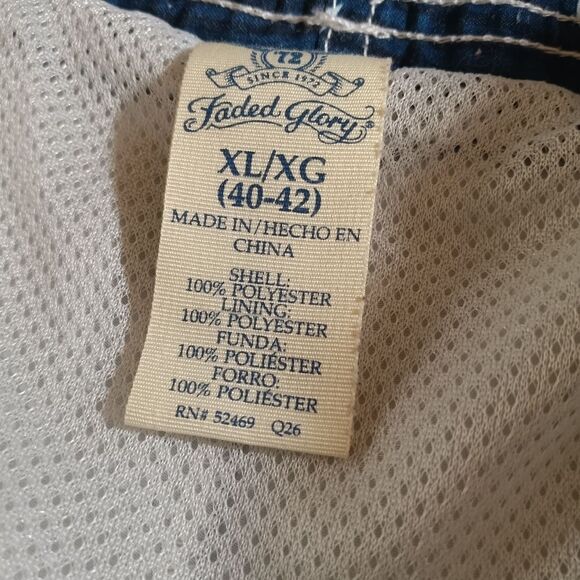 72
SINCE 1972
Faded Glory®
XL/XG
(40-42)
MADE IN/HECHO EN
CHINA
SHELL:
100% POLYESTER
LINING:
100% POLYESTER
FUNDA:
100% POLIÉSTER
FORRO:
100% POLIÉSTER
RN# 52469 Q26